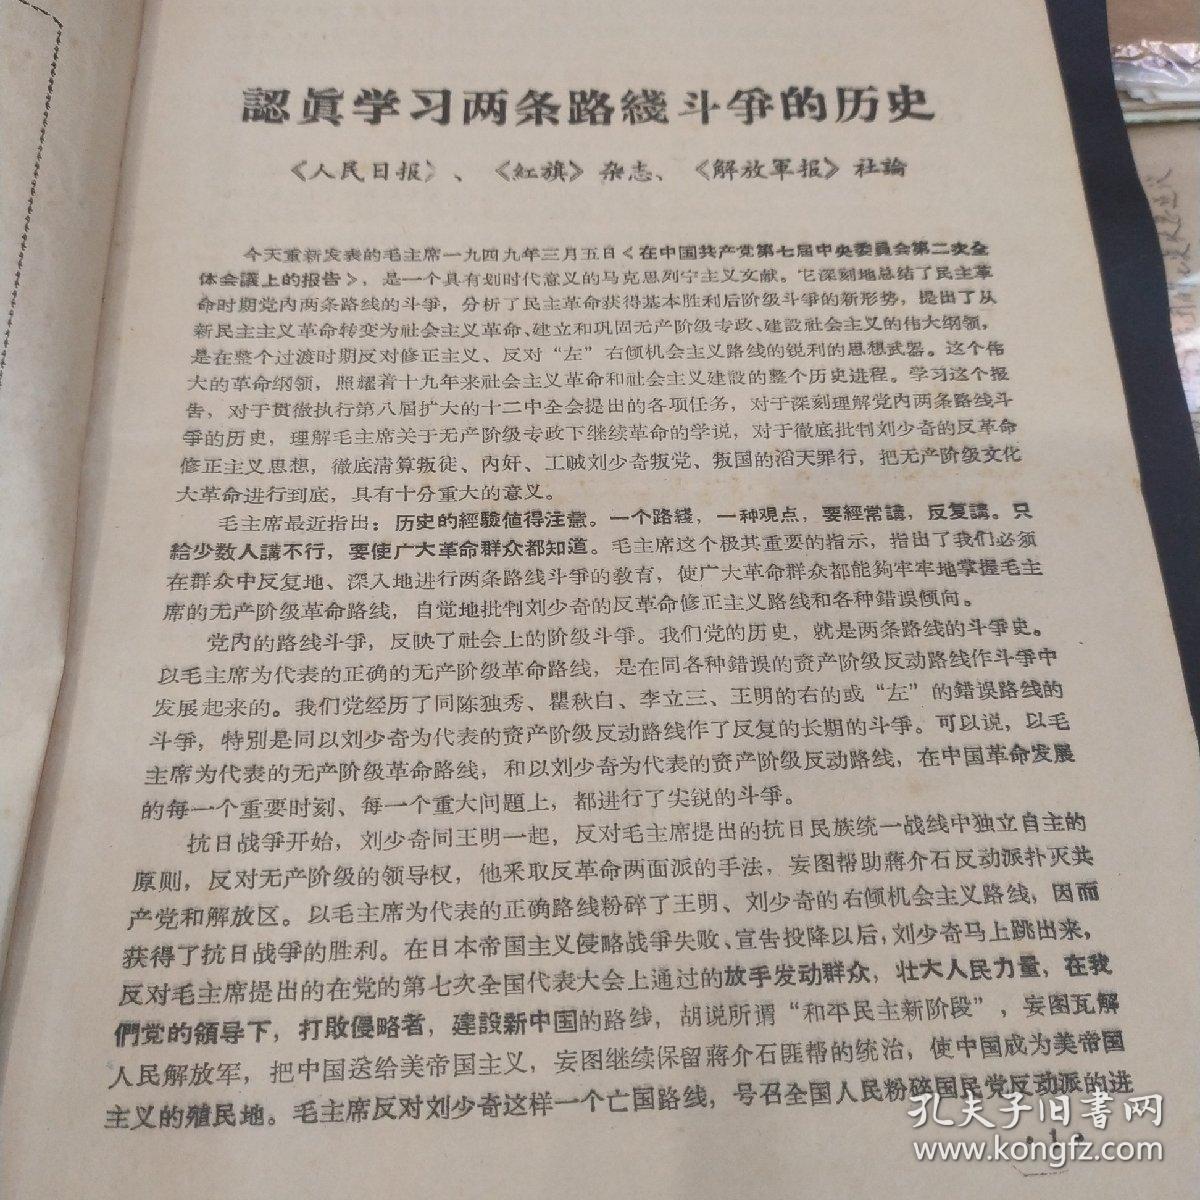 認眞学习两条路綫斗爭的历史
《人民日报》、《紅旗》杂志、《解放軍报》社論
今天重新发表的毛主席一九四九年三月五日《在中国共产党第七届中央委員会第二次全
体会議上的报告》，是一个具有划时代意义的马克思列宁主义文献。它深刻地总结了民主革
命时期党内两条路线的斗爭，分析了民主革命获得基本胜利后阶级斗爭的新形势，提出了从
新民主主义革命转变为社会主义革命、建立和巩固无产阶级专政、建設社会主义的伟大纲领，
是在整个过渡时期反对修正主义、反对“左”右倾机会主义路线的锐利的思想武器。这个伟
大的革命纲领，照耀着十九年来社会主义革命和社会主义建設的整个历史进程。学习这个报
告，对于贯徹执行第八届扩大的十二中全会提出的各项任务，对于深刻理解党内两条路线斗
爭的历史，理解毛主席关于无产阶级专政下继续革命的学说，对于徹底批判刘少奇的反革命
修正主义思想，徹底清算叛徒、内奸、工贼刘少奇叛党、叛国的滔天罪行，把无产阶级文化
大革命进行到底，具有十分重大的意义。
毛主席最近指出：历史的經驗值得注意。一个路綫，一种观点，要經常講，反复講。只
給少数人講不行，要使广大革命群众都知道。毛主席这个极其重要的指示，指出了我们必须
在群众中反复地、深入地进行两条路线斗爭的敎育，使广大革命群众都能夠牢牢地掌握毛主
席的无产阶级革命路线，自觉地批判刘少奇的反革命修正主义路线和各种錯误倾向。
党内的路线斗爭，反映了社会上的阶级斗爭。我们党的历史，就是两条路线的斗爭史。
以毛主席为代表的正确的无产阶级革命路线，是在同各种錯误的资产阶级反动路线作斗爭中
发展起来的。我们党经历了同陈独秀、瞿秋白、李立三、王明的右的或“左”的錯误路线的
斗爭，特别是同以刘少奇为代表的资产阶级反动路线作了反复的长期的斗爭。可以说，以毛
主席为代表的无产阶级革命路线，和以刘少奇为代表的资产阶级反动路线，在中国革命发展
的每一个重要时刻、每一个重大问題上，都进行了尖锐的斗爭。
抗日战爭开始，刘少奇同王明一起，反对毛主席提出的抗日民族统一战线中独立自主的
原则，反对无产阶级的领导权，他釆取反革命两面派的手法，妄图帮助蔣介石反动派扑灭共
产党和解放区。以毛主席为代表的正确路线粉碎了王明、刘少奇的右倾机会主义路线，因而
获得了抗日战爭的胜利。在日本帝国主义侵略战爭失败、宣告投降以后，刘少奇马上跳出来，
反对毛主席提出的在党的第七次全国代表大会上通过的放手发动群众，壮大人民力量，在我
們党的領导下，打敗侵略者，建設新中国的路线，胡说所谓“和平民主新阶段”，妄图瓦解
人民解放军，把中国送给美帝国主义，妄图继续保留蔣介石匪帮的统治，使中国成为美帝国
主义的殖民地。毛主席反对刘少奇这样一个亡国路线，号召全国人民粉碎国民党反动派的进
·1·
孔夫子旧书网
www.kongfz.com